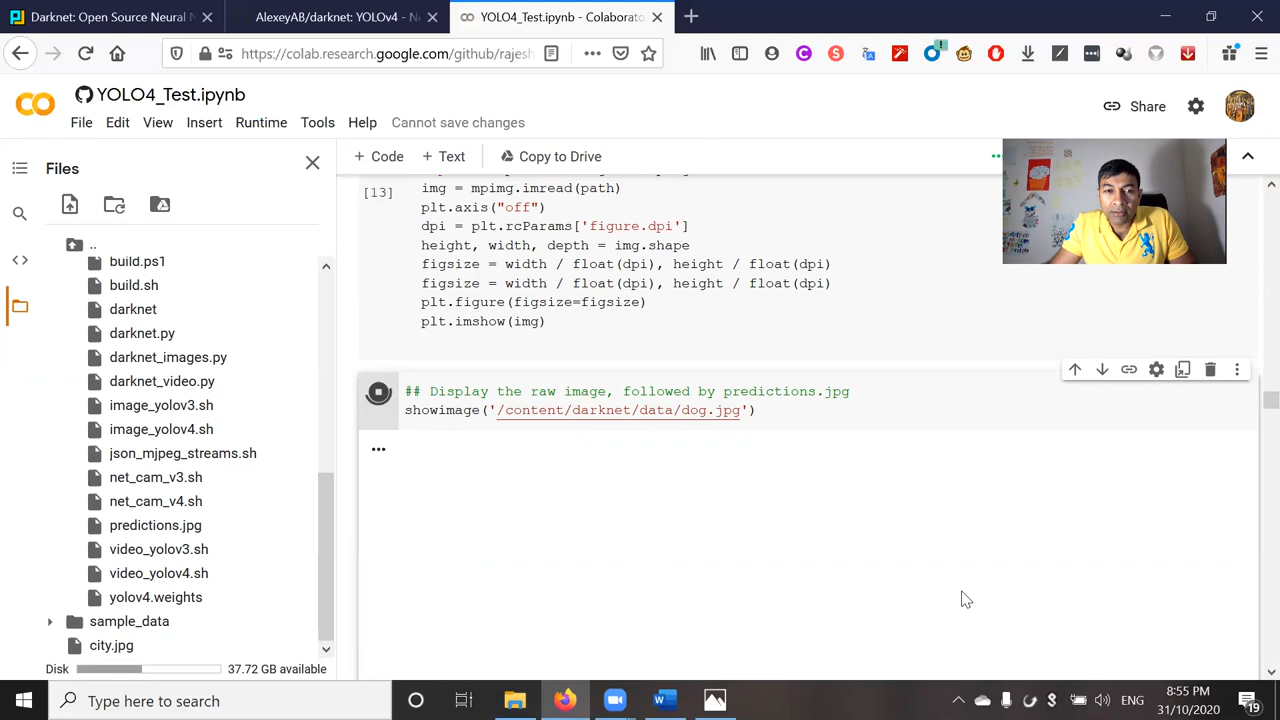 Darknet: Open Source Neural N
AlexeyAB/darknet: YOLOv4 - Ne
YOLO4_Test.ipynb - Colaborato
https://colab.research.google.com/github/rajesh
YOLO4_Test.ipynb
Share
File Edit View Insert Runtime Tools Help Cannot save changes
Files
+ Code + Text Copy to Drive
..
build.ps1
build.sh
darknet
darknet.py
darknet_images.py
darknet_video.py
image_yolov3.sh
image_yolov4.sh
json_mjpeg_streams.sh
net_cam_v3.sh
net_cam_v4.sh
predictions.jpg
video_yolov3.sh
video_yolov4.sh
yolov4.weights
sample_data
city.jpg
Disk 37.72 GB available
[13]
img = mpimg.imread(path)
plt.axis("off")
dpi = plt.rcParams['figure.dpi']
height, width, depth = img.shape
figsize = width / float(dpi), height / float(dpi)
figsize = width / float(dpi), height / float(dpi)
plt.figure(figsize=figsize)
plt.imshow(img)
## Display the raw image, followed by predictions.jpg
showimage('/content/darknet/data/dog.jpg')
Type here to search
ENG
8:55 PM
31/10/2020
19